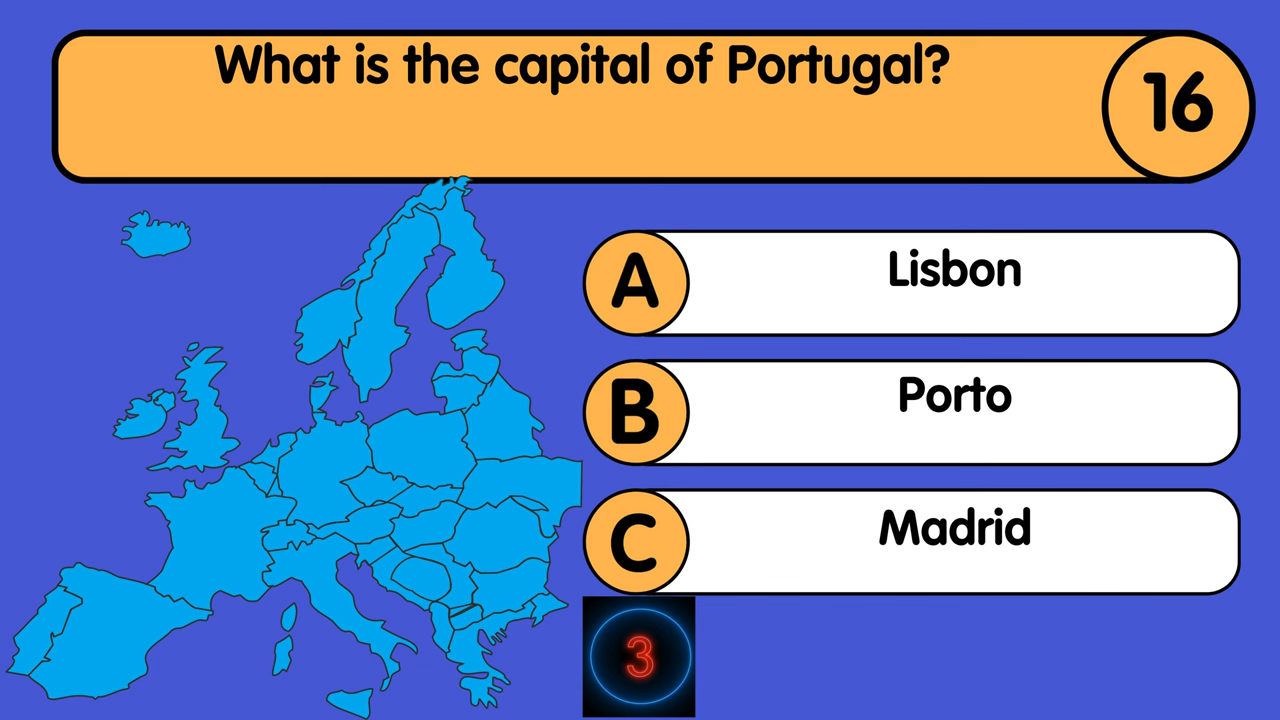 What is the capital of Portugal?
16
A
Lisbon
B
Porto
C
Madrid
3